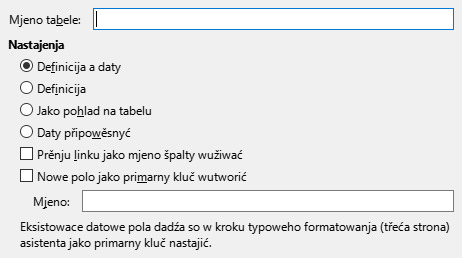 Mjeno tabele:
Nastajenja
Definicija a daty
Definicija
Jako pohlad na tabelu
Daty připowěsnyć
Prěnju linku jako mjeno špalty wužiwać
Nowe polo jako primarny kluč wutworić
Mjeno:
Eksistowace datowe pola dadźa so w kroku typoweho formatowanja (třeća strona)
asistenta jako primarny kluč nastajić.